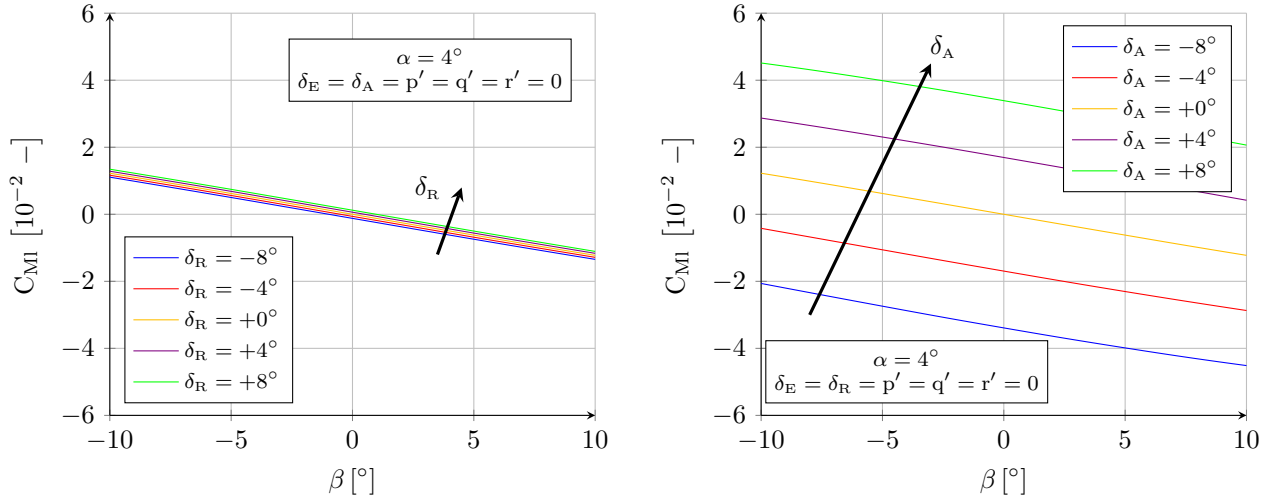 6
4
2
0
−2
−4
−6
C_Ml [10^−2 −]
α = 4°
δ_E = δ_A = p′ = q′ = r′ = 0
δ_R
δ_R = −8°
δ_R = −4°
δ_R = +0°
δ_R = +4°
δ_R = +8°
−10
−5
0
5
10
β [°]
6
4
2
0
−2
−4
−6
C_Ml [10^−2 −]
δ_A
δ_A = −8°
δ_A = −4°
δ_A = +0°
δ_A = +4°
δ_A = +8°
α = 4°
δ_E = δ_R = p′ = q′ = r′ = 0
−10
−5
0
5
10
β [°]